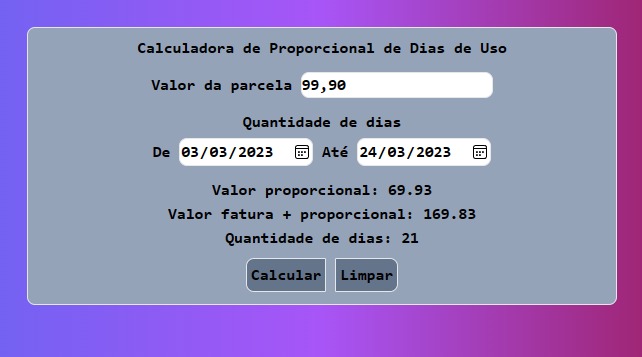 Calculadora de Proporcional de Dias de Uso
Valor da parcela 99,90
Quantidade de dias
De 03/03/2023 Até 24/03/2023
Valor proporcional: 69.93
Valor fatura + proporcional: 169.83
Quantidade de dias: 21
Calcular Limpar